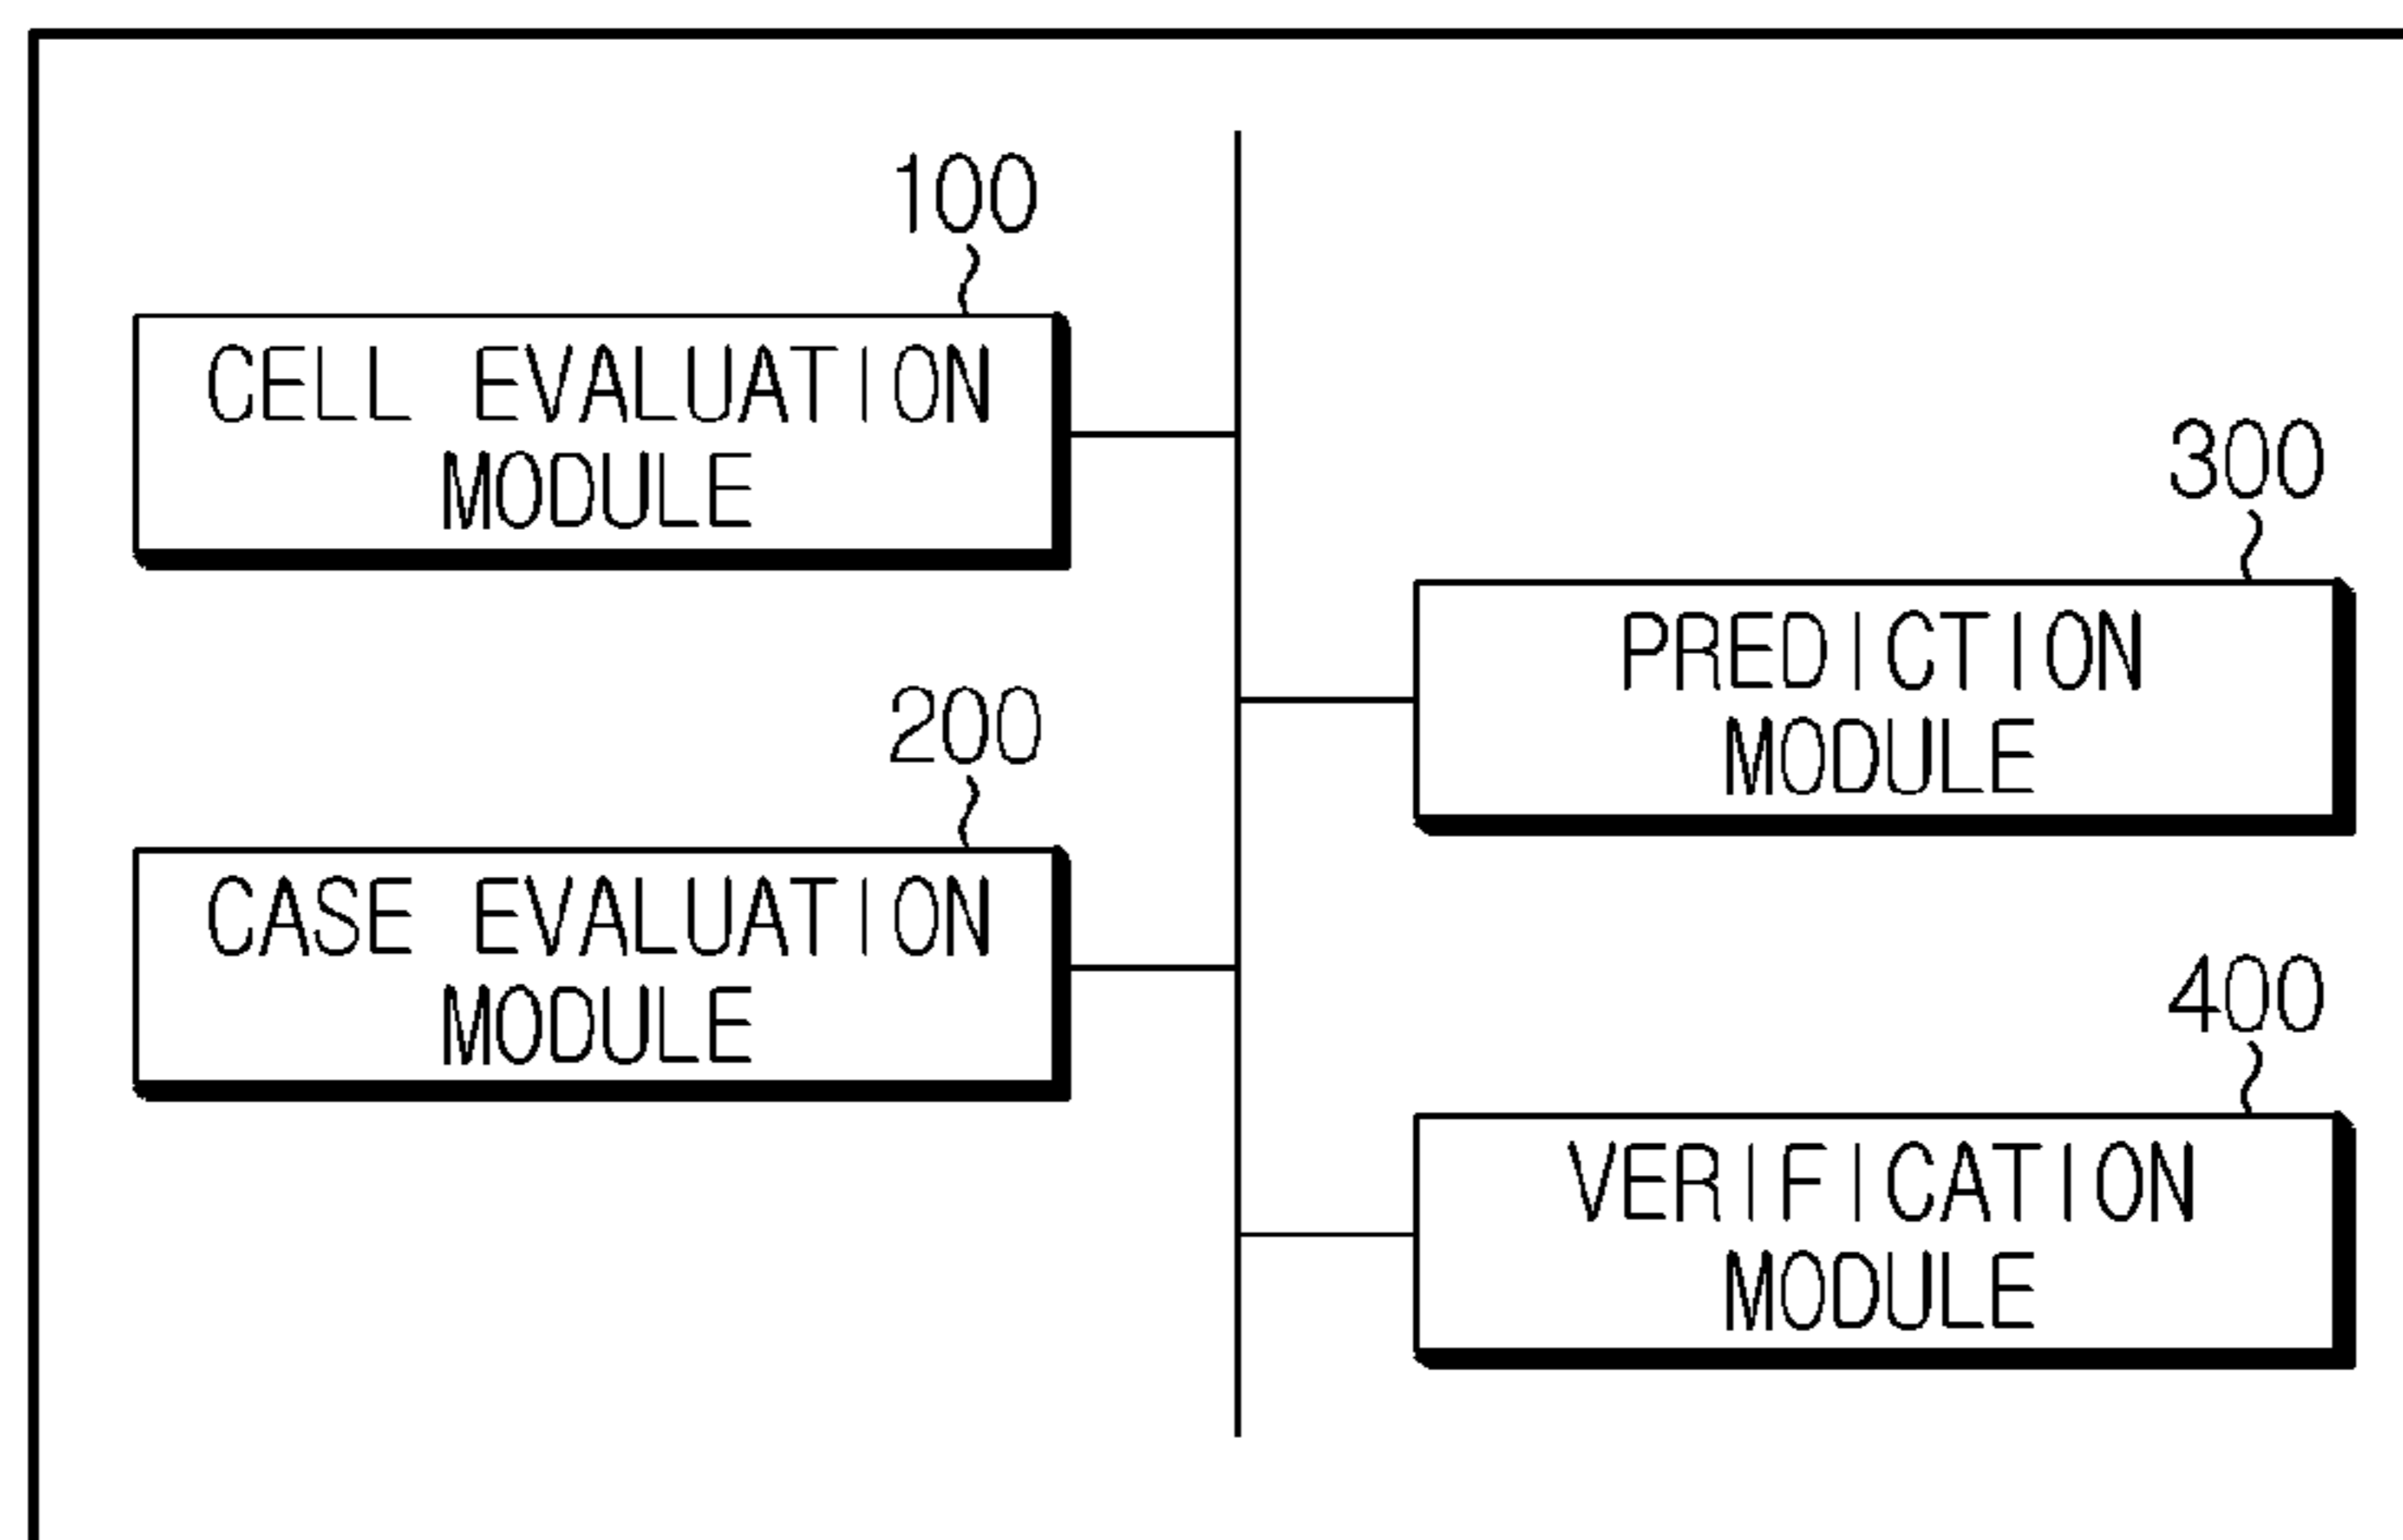 100
CELL EVALUATION
MODULE
200
CASE EVALUATION
MODULE
300
PREDICTION
MODULE
400
VERIFICATION
MODULE